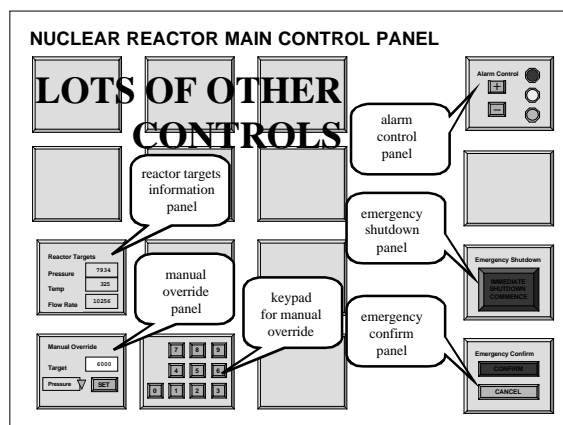 NUCLEAR REACTOR MAIN CONTROL PANEL
LOTS OF OTHER
CONTROLS
Alarm Control
+
−
alarm
control
panel
reactor targets
information
panel
emergency
shutdown
panel
Reactor Targets
Pressure 7934
Temp 325
Flow Rate 10256
manual
override
panel
keypad
for manual
override
Emergency Shutdown
IMMEDIATE
SHUTDOWN
COMMENCE
emergency
confirm
panel
Manual Override
Target 6000
Pressure SET
7 8 9
4 5 6
0 1 2 3
Emergency Confirm
CONFIRM
CANCEL